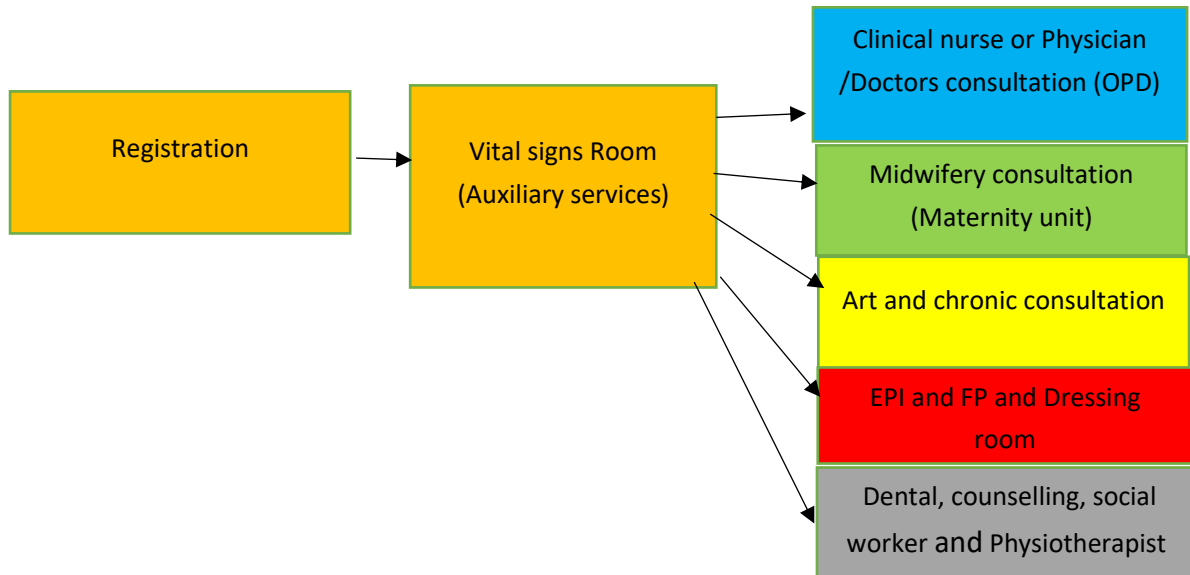 Registration
Vital signs Room
(Auxiliary services)
Clinical nurse or Physician
/Doctors consultation (OPD)
Midwifery consultation
(Maternity unit)
Art and chronic consultation
EPI and FP and Dressing
room
Dental, counselling, social
worker and Physiotherapist